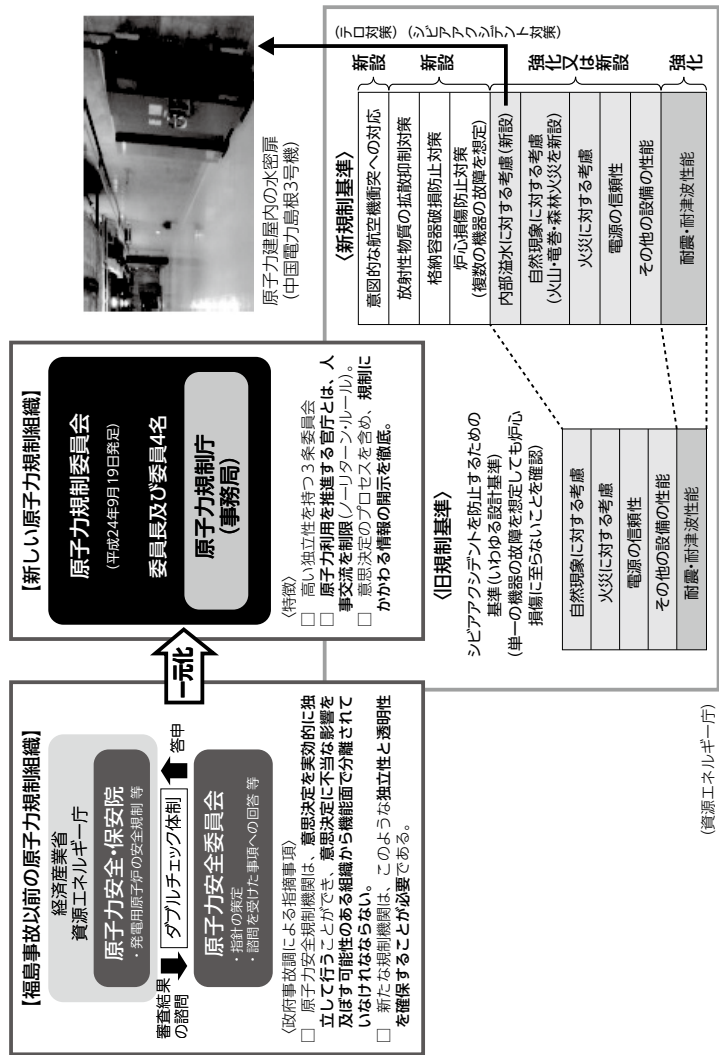 【福島事故以前の原子力規制組織】
経済産業省
資源エネルギー庁
原子力安全・保安院
・発電用原子炉の安全規制 等
審査結果
の諮問
ダブルチェック体制
答申
原子力安全委員会
・指針の策定
・諮問を受けた事項への回答 等
〈政府事故調による指摘事項〉
□ 原子力安全規制機関は、意思決定を実効的に独
立して行うことができ、意思決定に不当な影響を
及ぼす可能性のある組織から機能面で分離されて
いなければならない。
□ 新たな規制機関は、このような独立性と透明性
を確保することが必要である。
一元化
【新しい原子力規制組織】
原子力規制委員会
(平成24年9月19日発足)
委員長及び委員4名
原子力規制庁
(事務局)
〈特徴〉
□ 高い独立性を持つ3条委員会
□ 原子力利用を推進する官庁とは、人
事交流を制限(ノーリターン・ルール)。
□ 意思決定のプロセスを含め、規制に
かかわる情報の開示を徹底。
原子力建屋内の水密扉
(中国電力島根3号機)
〈旧規制基準〉
シビアアクシデントを防止するための
基準(いわゆる設計基準)
(単一の機器の故障を想定しても炉心
損傷に至らないことを確認)
自然現象に対する考慮
火災に対する考慮
電源の信頼性
その他の設備の性能
耐震・耐津波性能
〈新規制基準〉
意図的な航空機衝突への対応
放射性物質の拡散抑制対策
格納容器破損防止対策
炉心損傷防止対策
(複数の機器の故障を想定)
内部溢水に対する考慮(新設)
自然現象に対する考慮
(火山・竜巻・森林火災を新設)
火災に対する考慮
電源の信頼性
その他の設備の性能
耐震・耐津波性能
新設
(テロ対策)
新設
(シビアアクシデント対策)
強化又は新設
強化
(資源エネルギー庁)